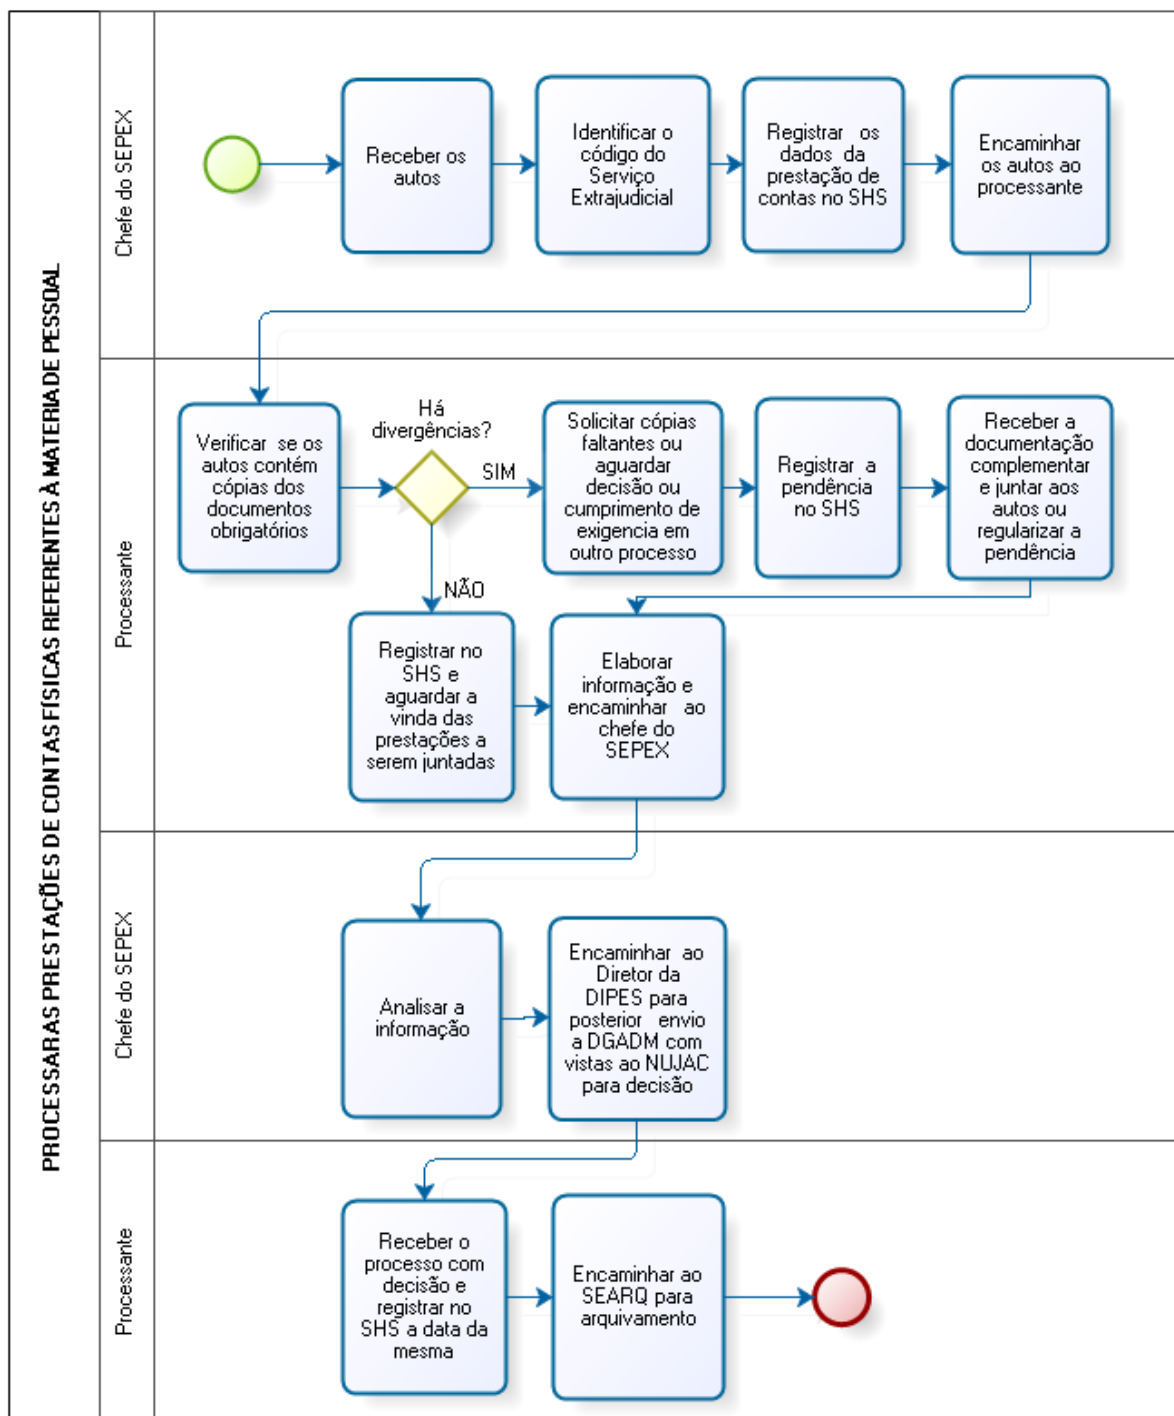 PROCESSAR AS PRESTAÇÕES DE CONTAS FÍSICAS REFERENTES À MATERIA DE PESSOAL
Chefe do SEPEX
Receber os
autos
Identificar o
código do
Serviço
Extrajudicial
Registrar os
dados da
prestação de
contas no SHS
Encaminhar
os autos ao
processante
Processante
Verificar se os
autos contém
cópias dos
documentos
obrigatórios
Há
divergências?
SIM
Solicitar cópias
faltantes ou
aguardar
decisão ou
cumprimento de
exigencia em
outro processo
Registrar a
pendência
no SHS
Receber a
documentação
complementar
e juntar aos
autos ou
regularizar a
pendência
NÃO
Registrar no
SHS e
aguardar a
vinda das
prestações a
serem juntadas
Elaborar
informação e
encaminhar ao
chefe do
SEPEX
Chefe do SEPEX
Analisar a
informação
Encaminhar ao
Diretor da
DIPES para
posterior envio
a DGADM com
vistas ao NUJAC
para decisão
Processante
Receber o
processo com
decisão e
registrar no
SHS a data da
mesma
Encaminhar ao
SEARQ para
arquivamento